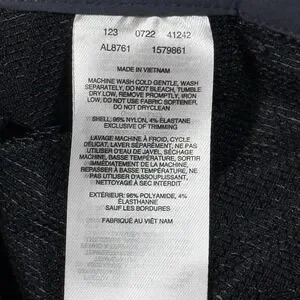 123 0722 41242
AL8761 1579861
MADE IN VIETNAM
MACHINE WASH COLD GENTLE, WASH
SEPARATELY, DO NOT BLEACH, TUMBLE
DRY LOW, REMOVE PROMPTLY, IRON
LOW, DO NOT USE FABRIC SOFTENER,
DO NOT DRYCLEAN
SHELL: 96% NYLON, 4% ELASTANE
EXCLUSIVE OF TRIMMING
LAVAGE MACHINE À FROID, CYCLE
DÉLICAT, LAVER SÉPARÉMENT, NE PAS
UTILISER D'EAU DE JAVEL, SÉCHAGE
MACHINE, BASSE TEMPÉRATURE, SORTIR
IMMÉDIATEMENT DE LA MACHINE,
REPASSER À BASSE TEMPÉRATURE, NE
PAS UTILISER D'ASSOUPLISSANT,
NETTOYAGE À SEC INTERDIT
EXTÉRIEUR: 96% POLYAMIDE, 4%
ÉLASTHANNE
SAUF LES BORDURES
FABRIQUÉ AU VIÊT NAM